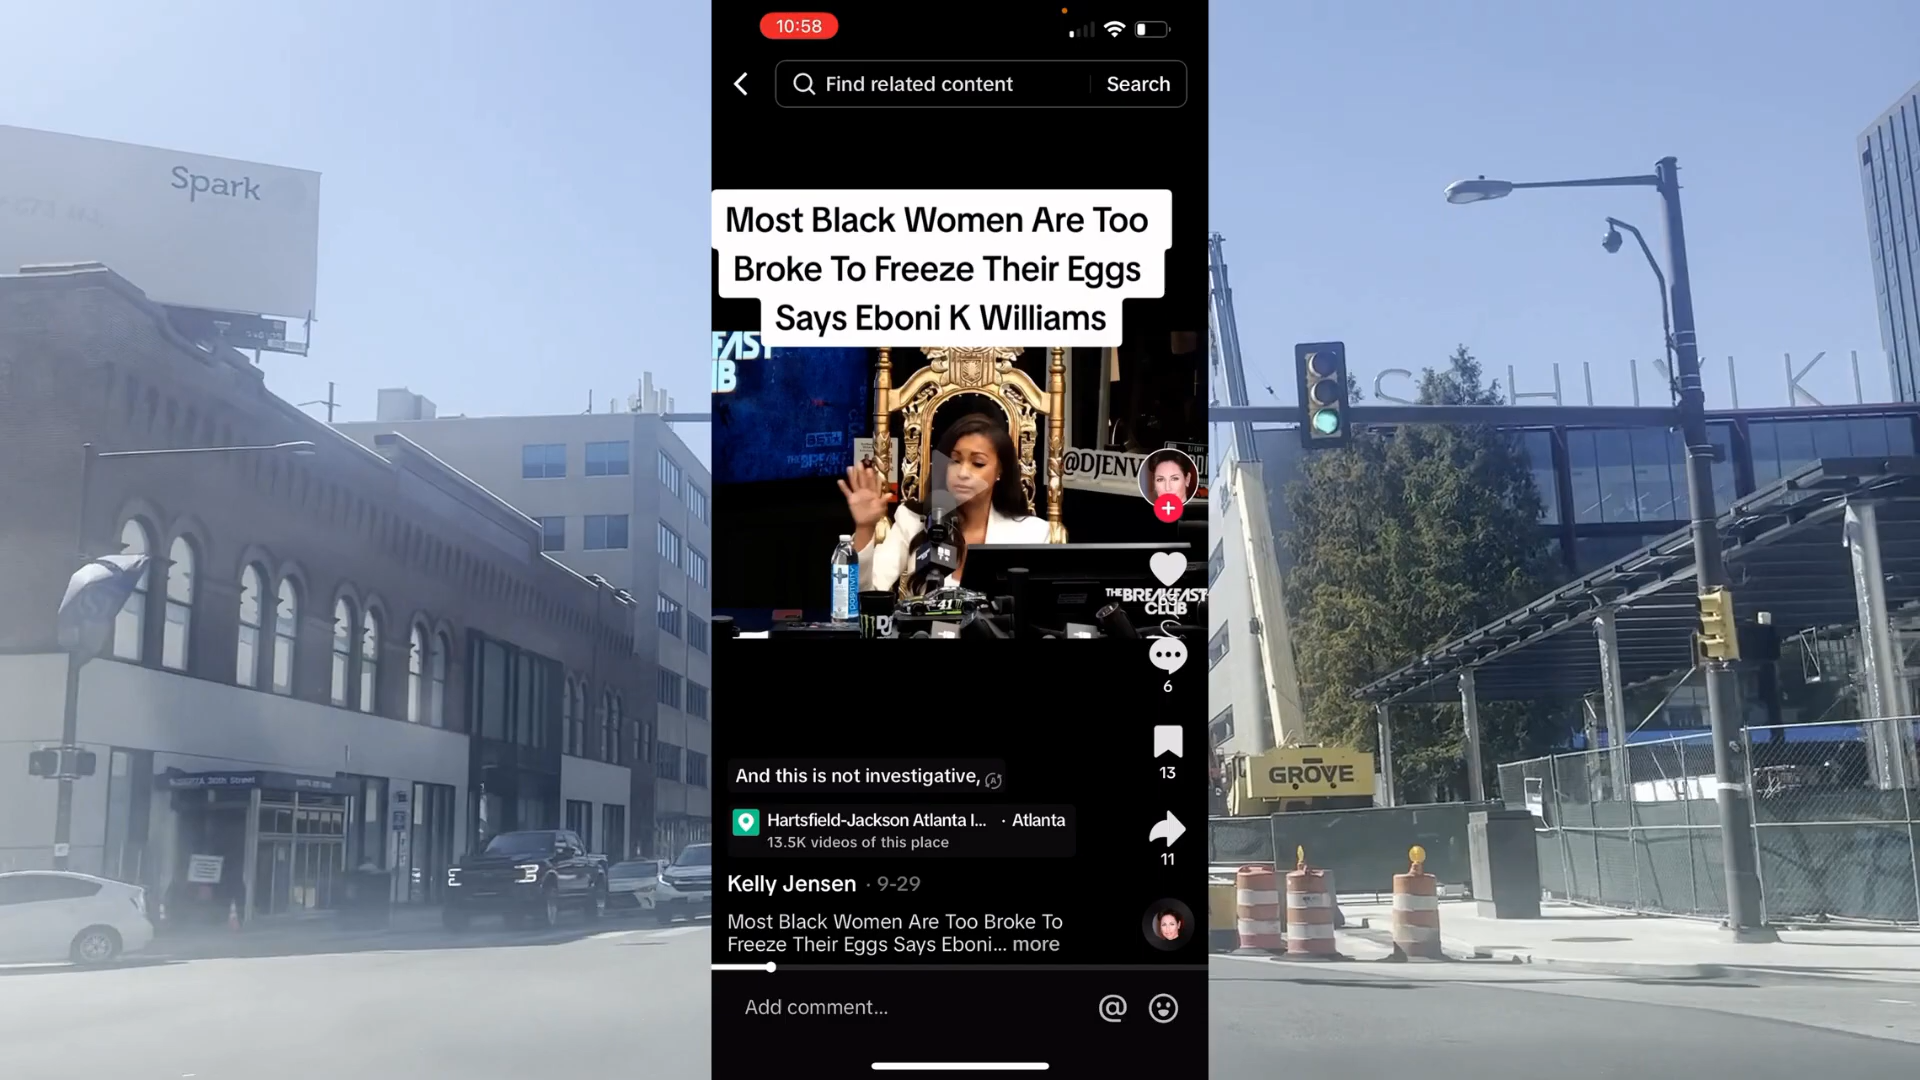 Spark
10:58
Find related content
Search
Most Black Women Are Too
Broke To Freeze Their Eggs
Says Eboni K Williams
@DJENV
BET+
41
THE BREAKFAST
CLUB
6
13
And this is not investigative,
Hartsfield-Jackson Atlanta I... · Atlanta
13.5K videos of this place
11
Kelly Jensen · 9-29
Most Black Women Are Too Broke To
Freeze Their Eggs Says Eboni... more
Add comment...
@
GROVE